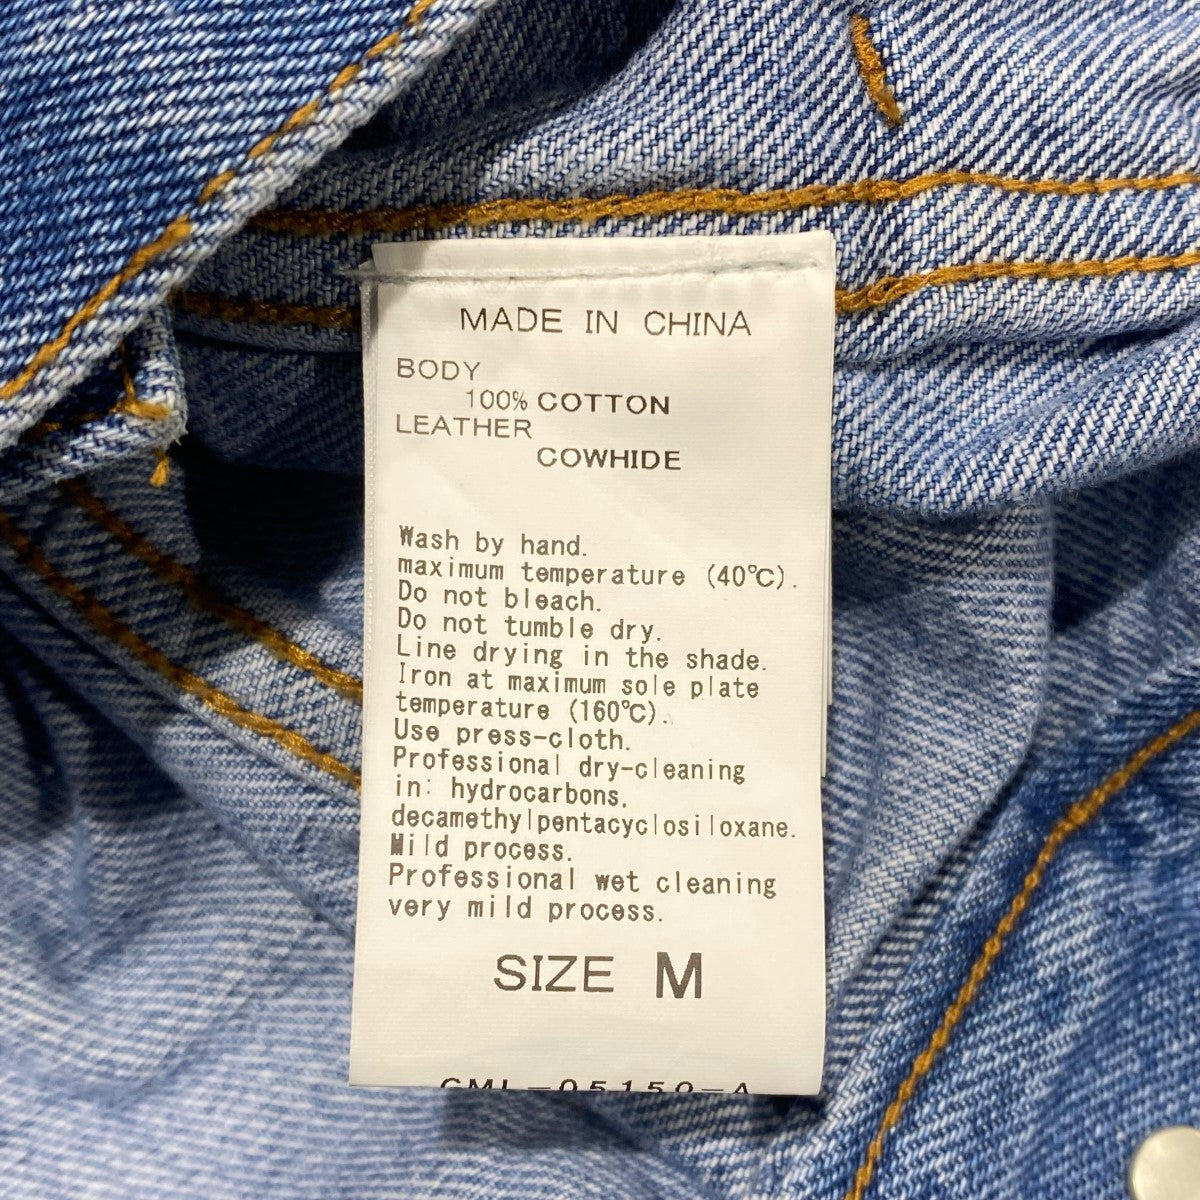 MADE IN CHINA
BODY
100% COTTON
LEATHER
COWHIDE
Wash by hand.
maximum temperature (40℃).
Do not bleach.
Do not tumble dry.
Line drying in the shade.
Iron at maximum sole plate
temperature (160℃).
Use press-cloth.
Professional dry-cleaning
in: hydrocarbons,
decamethylpentacyclosiloxane.
Mild process.
Professional wet cleaning
very mild process.
SIZE M
CML-05150-A